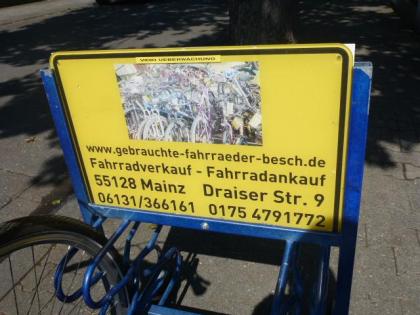 VIDEO UEBERWACHUNG
www.gebrauchte-fahrraeder-besch.de
Fahrradverkauf - Fahrradankauf
55128 Mainz Draiser Str. 9
06131/366161 0175 4791772